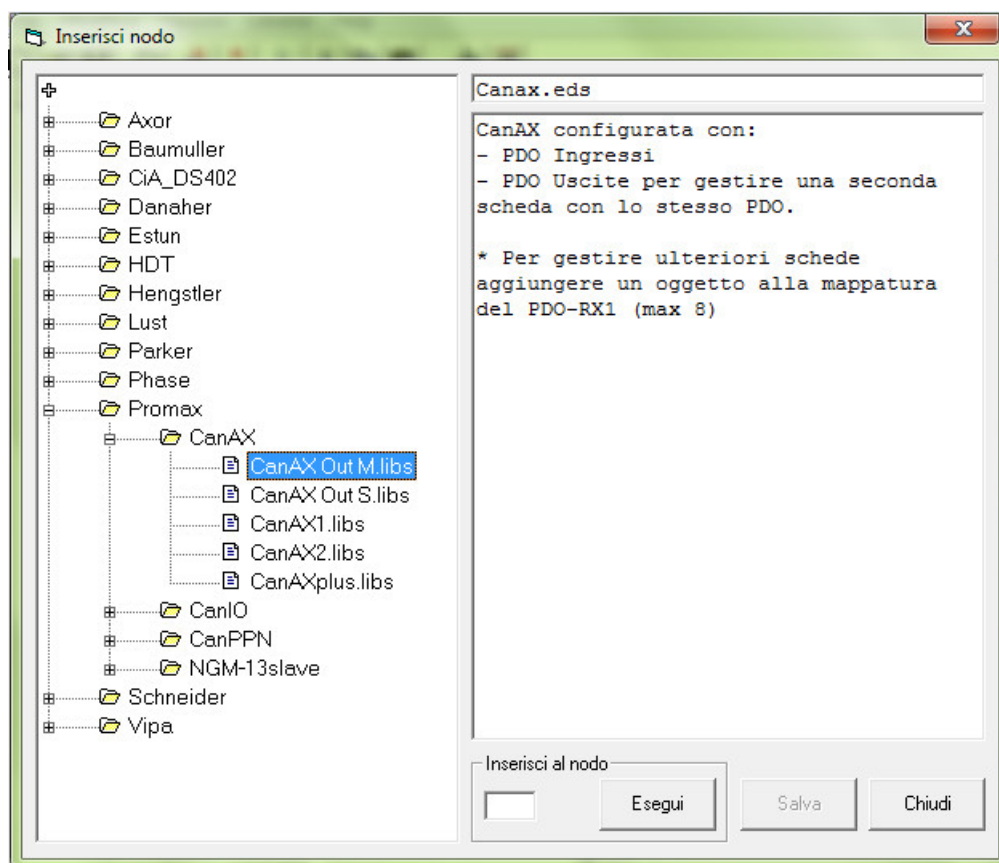 Inserisci nodo
Axor
Baumuller
CiA_DS402
Danaher
Estun
HDT
Hengstler
Lust
Parker
Phase
Promax
CanAX
CanAX Out M.libs
CanAX Out S.libs
CanAX1.libs
CanAX2.libs
CanAXplus.libs
CanIO
CanPPN
NGM-13slave
Schneider
Vipa
Canax.eds
CanAX configurata con:
- PDO Ingressi
- PDO Uscite per gestire una seconda
scheda con lo stesso PDO.
* Per gestire ulteriori schede
aggiungere un oggetto alla mappatura
del PDO-RX1 (max 8)
Inserisci al nodo
Esegui
Salva
Chiudi